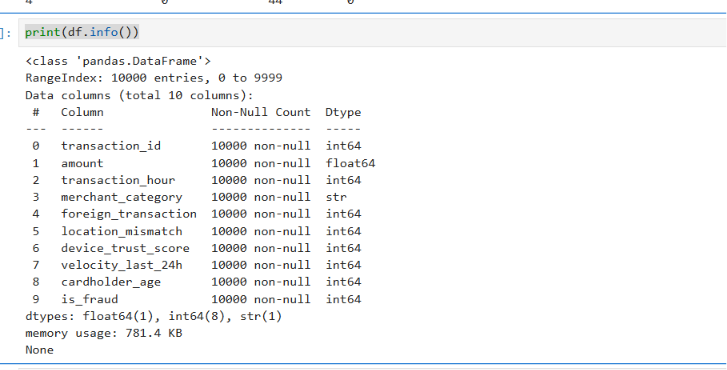 4 0 44 0
]: print(df.info())
<class 'pandas.DataFrame'>
RangeIndex: 10000 entries, 0 to 9999
Data columns (total 10 columns):
 #   Column               Non-Null Count  Dtype
---  ------               --------------  -----
 0   transaction_id       10000 non-null  int64
 1   amount               10000 non-null  float64
 2   transaction_hour     10000 non-null  int64
 3   merchant_category    10000 non-null  str
 4   foreign_transaction  10000 non-null  int64
 5   location_mismatch    10000 non-null  int64
 6   device_trust_score   10000 non-null  int64
 7   velocity_last_24h    10000 non-null  int64
 8   cardholder_age       10000 non-null  int64
 9   is_fraud             10000 non-null  int64
dtypes: float64(1), int64(8), str(1)
memory usage: 781.4 KB
None